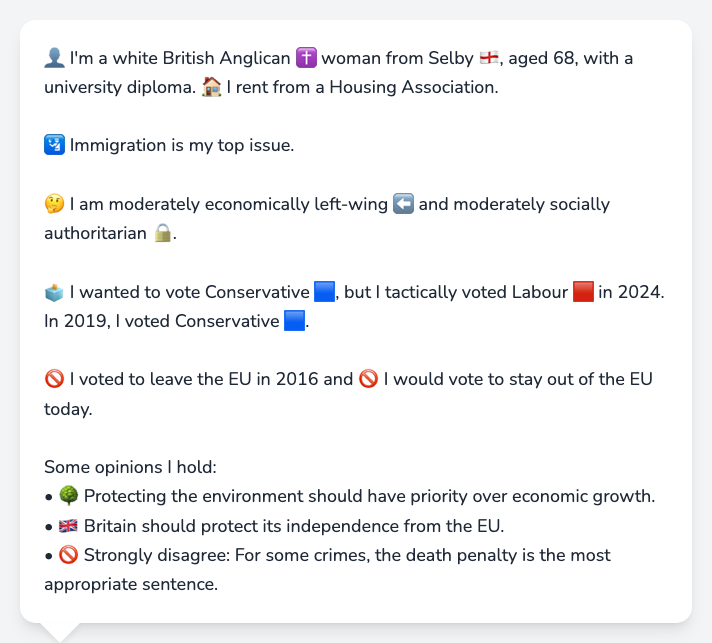 👤 I'm a white British Anglican ✝️ woman from Selby 🏴󠁧󠁢󠁥󠁮󠁧󠁿, aged 68, with a
university diploma. 🏠 I rent from a Housing Association.
🛂 Immigration is my top issue.
🤔 I am moderately economically left-wing ⬅️ and moderately socially
authoritarian 🔒.
🗳️ I wanted to vote Conservative 🟦, but I tactically voted Labour 🟥 in 2024.
In 2019, I voted Conservative 🟦.
🚫 I voted to leave the EU in 2016 and 🚫 I would vote to stay out of the EU
today.
Some opinions I hold:
• 🌳 Protecting the environment should have priority over economic growth.
• 🇬🇧 Britain should protect its independence from the EU.
• 🚫 Strongly disagree: For some crimes, the death penalty is the most
appropriate sentence.